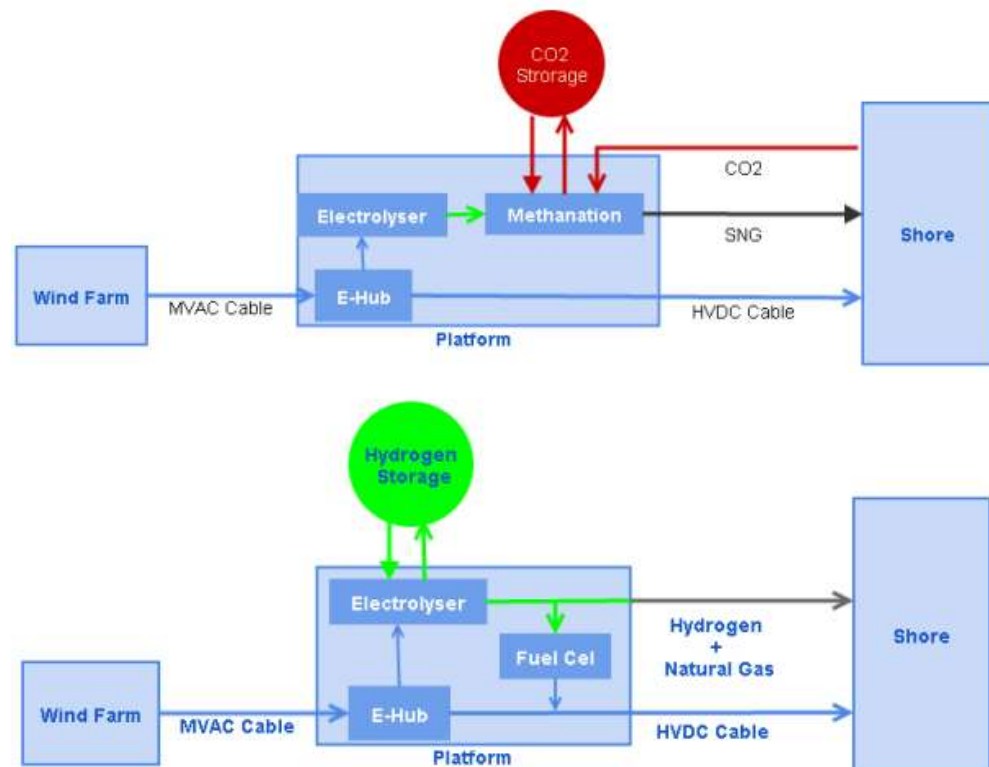 CO2
Strorage
CO2
Electrolyser
Methanation
SNG
Shore
Wind Farm
MVAC Cable
E-Hub
HVDC Cable
Platform
Hydrogen
Storage
Electrolyser
Fuel Cel
Hydrogen
+
Natural Gas
Shore
Wind Farm
MVAC Cable
E-Hub
HVDC Cable
Platform